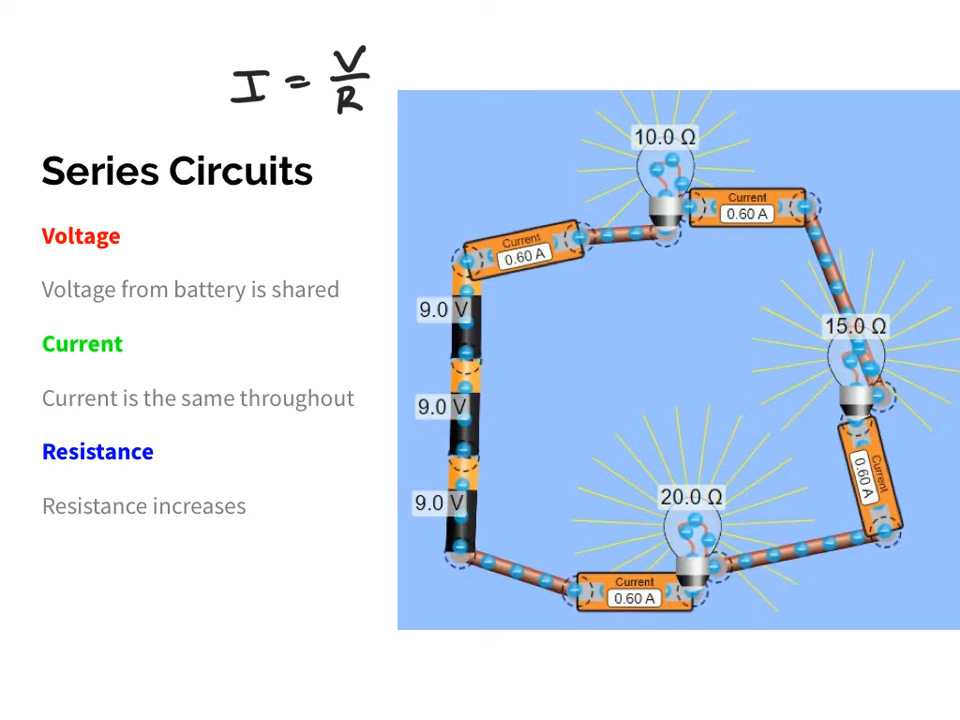 I = V/R
Series Circuits
Voltage
Voltage from battery is shared
Current
Current is the same throughout
Resistance
Resistance increases
10.0 Ω
Current
0.60 A
Current
0.60 A
9.0 V
15.0 Ω
9.0 V
Current
0.60 A
9.0 V
20.0 Ω
Current
0.60 A